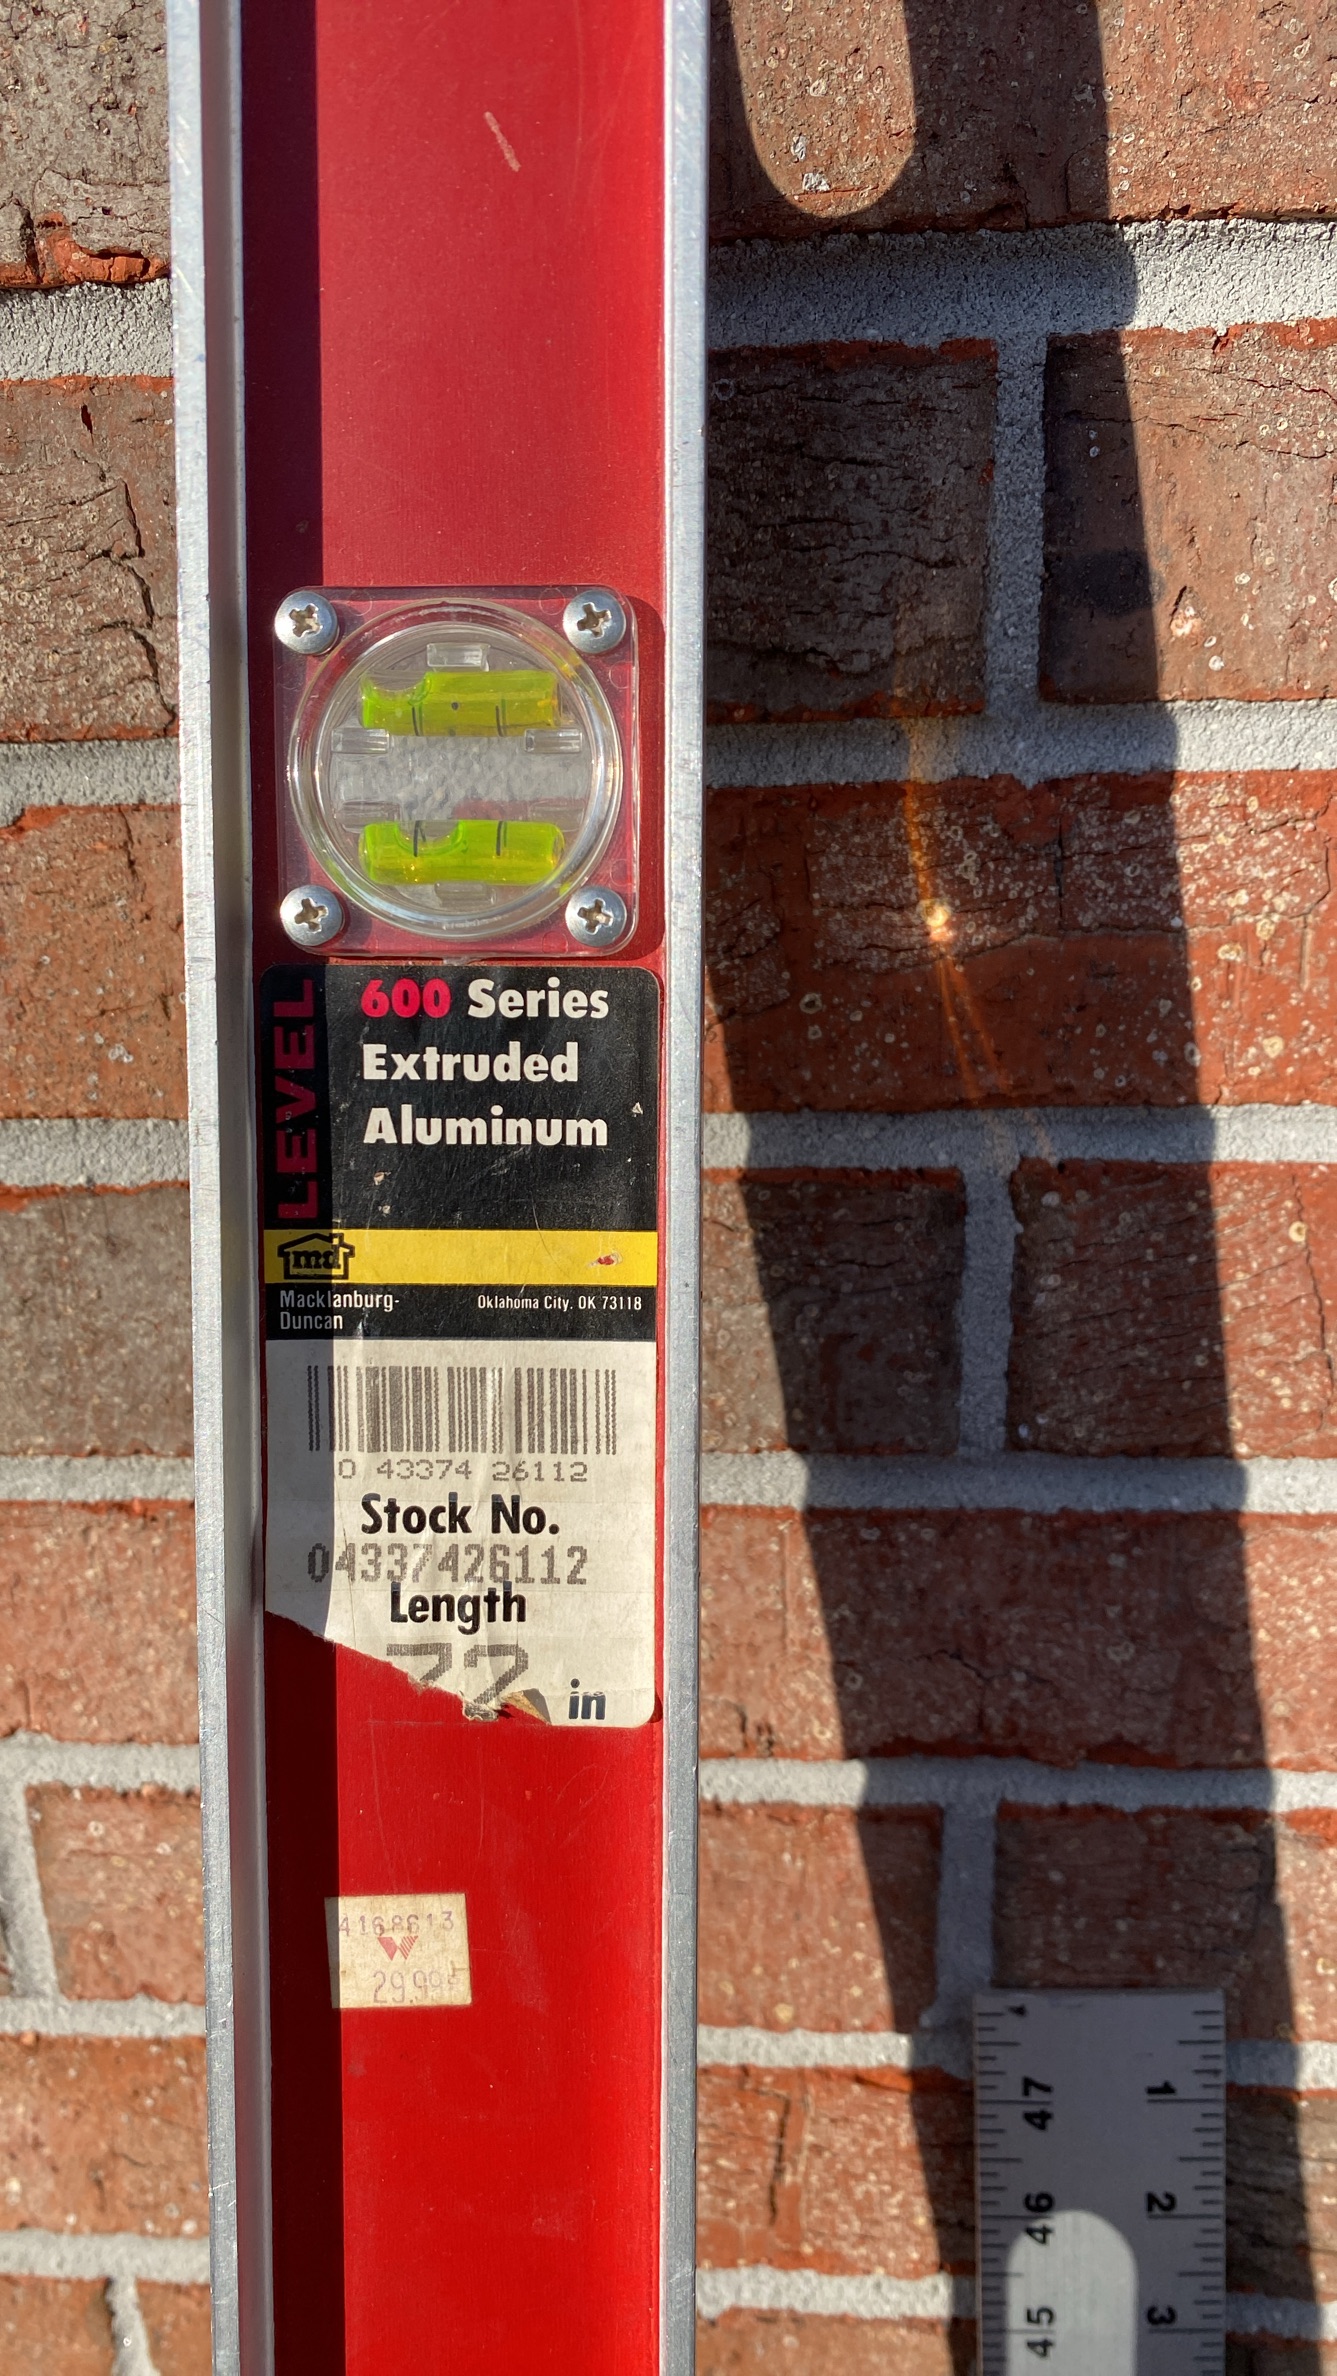 LEVEL
600 Series
Extruded
Aluminum
md
Macklanburg-
Duncan
Oklahoma City, OK 73118
0 43374 26112
Stock No.
04337426112
Length
72 in
4168613
29.99
47 1
46 2
45 3